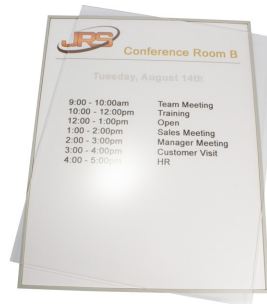 JRS
Conference Room B
Tuesday, August 14th
9:00 - 10:00am Team Meeting
10:00 - 12:00pm Training
12:00 - 1:00pm Open
1:00 - 2:00pm Sales Meeting
2:00 - 3:00pm Manager Meeting
3:00 - 4:00pm Customer Visit
4:00 - 5:00pm HR